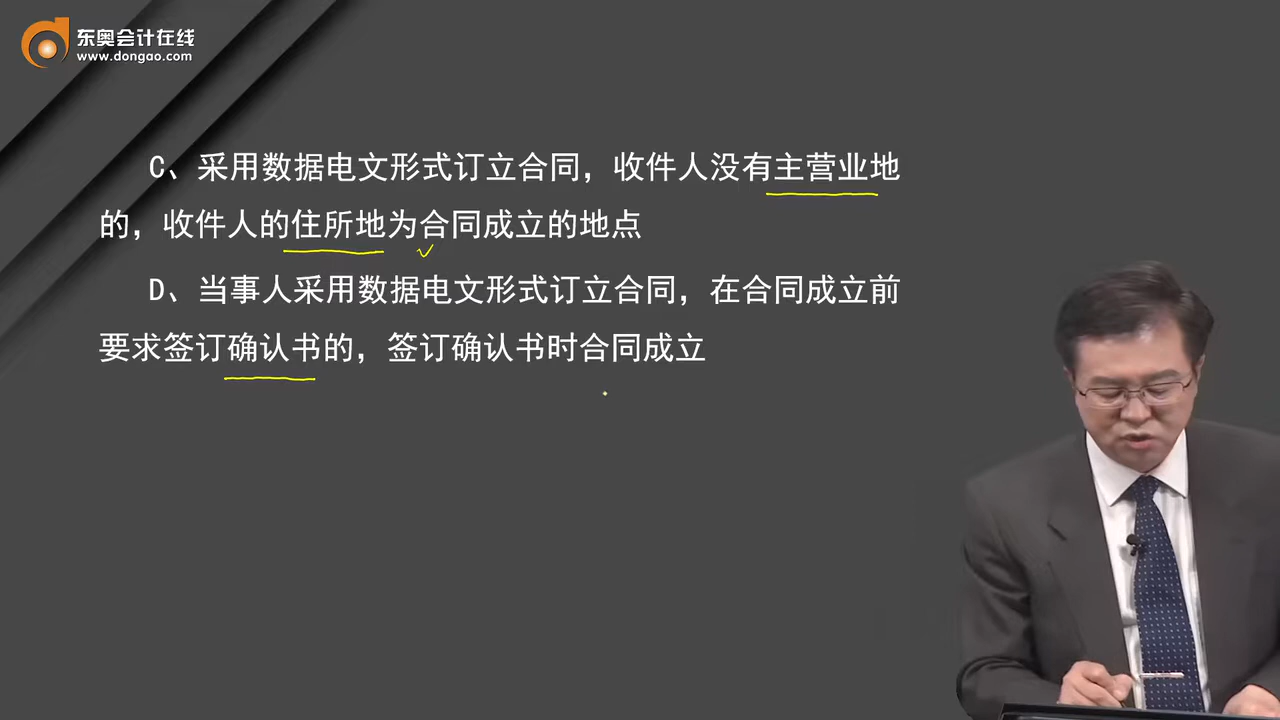 东奥会计在线
www.dongao.com
C、采用数据电文形式订立合同，收件人没有主营业地
的，收件人的住所地为合同成立的地点
D、当事人采用数据电文形式订立合同，在合同成立前
要求签订确认书的，签订确认书时合同成立